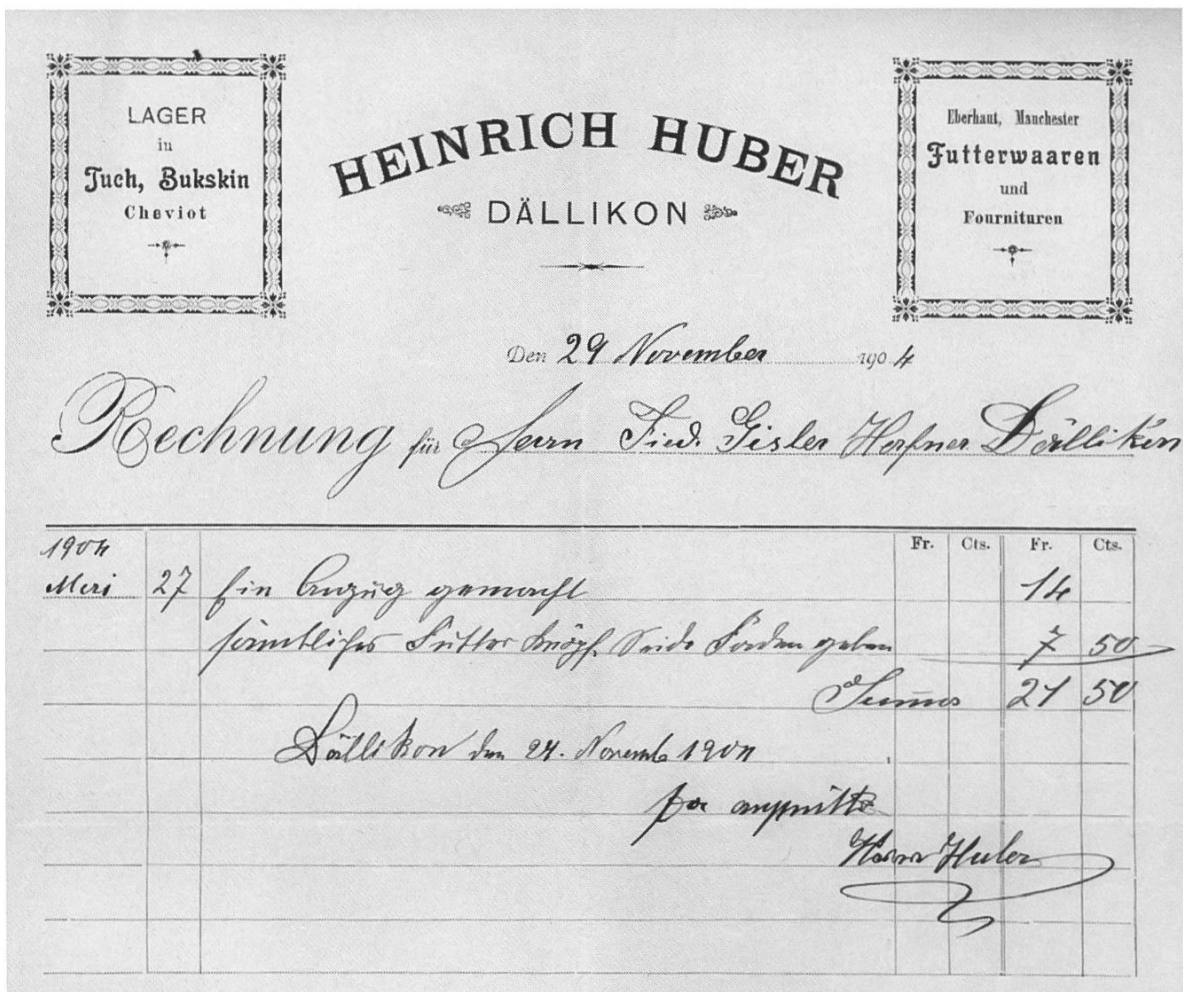 LAGER
in
Tuch, Bukskin
Cheviot
HEINRICH HUBER
DÄLLIKON
Eberhaut, Manchester
Futterwaaren
und
Fournituren
Den 29 November 1904
Rechnung für Herrn Fried. Gisler Hafner Dällikon
Fr. Cts. Fr. Cts.
1904
Mai 27 Ein Anzug gemacht 14
sämtliches Futter Knöpf, Seide Faden geben 7 50
Summa 21 50
Dällikon den 29. Novemb 1904
per
Huber